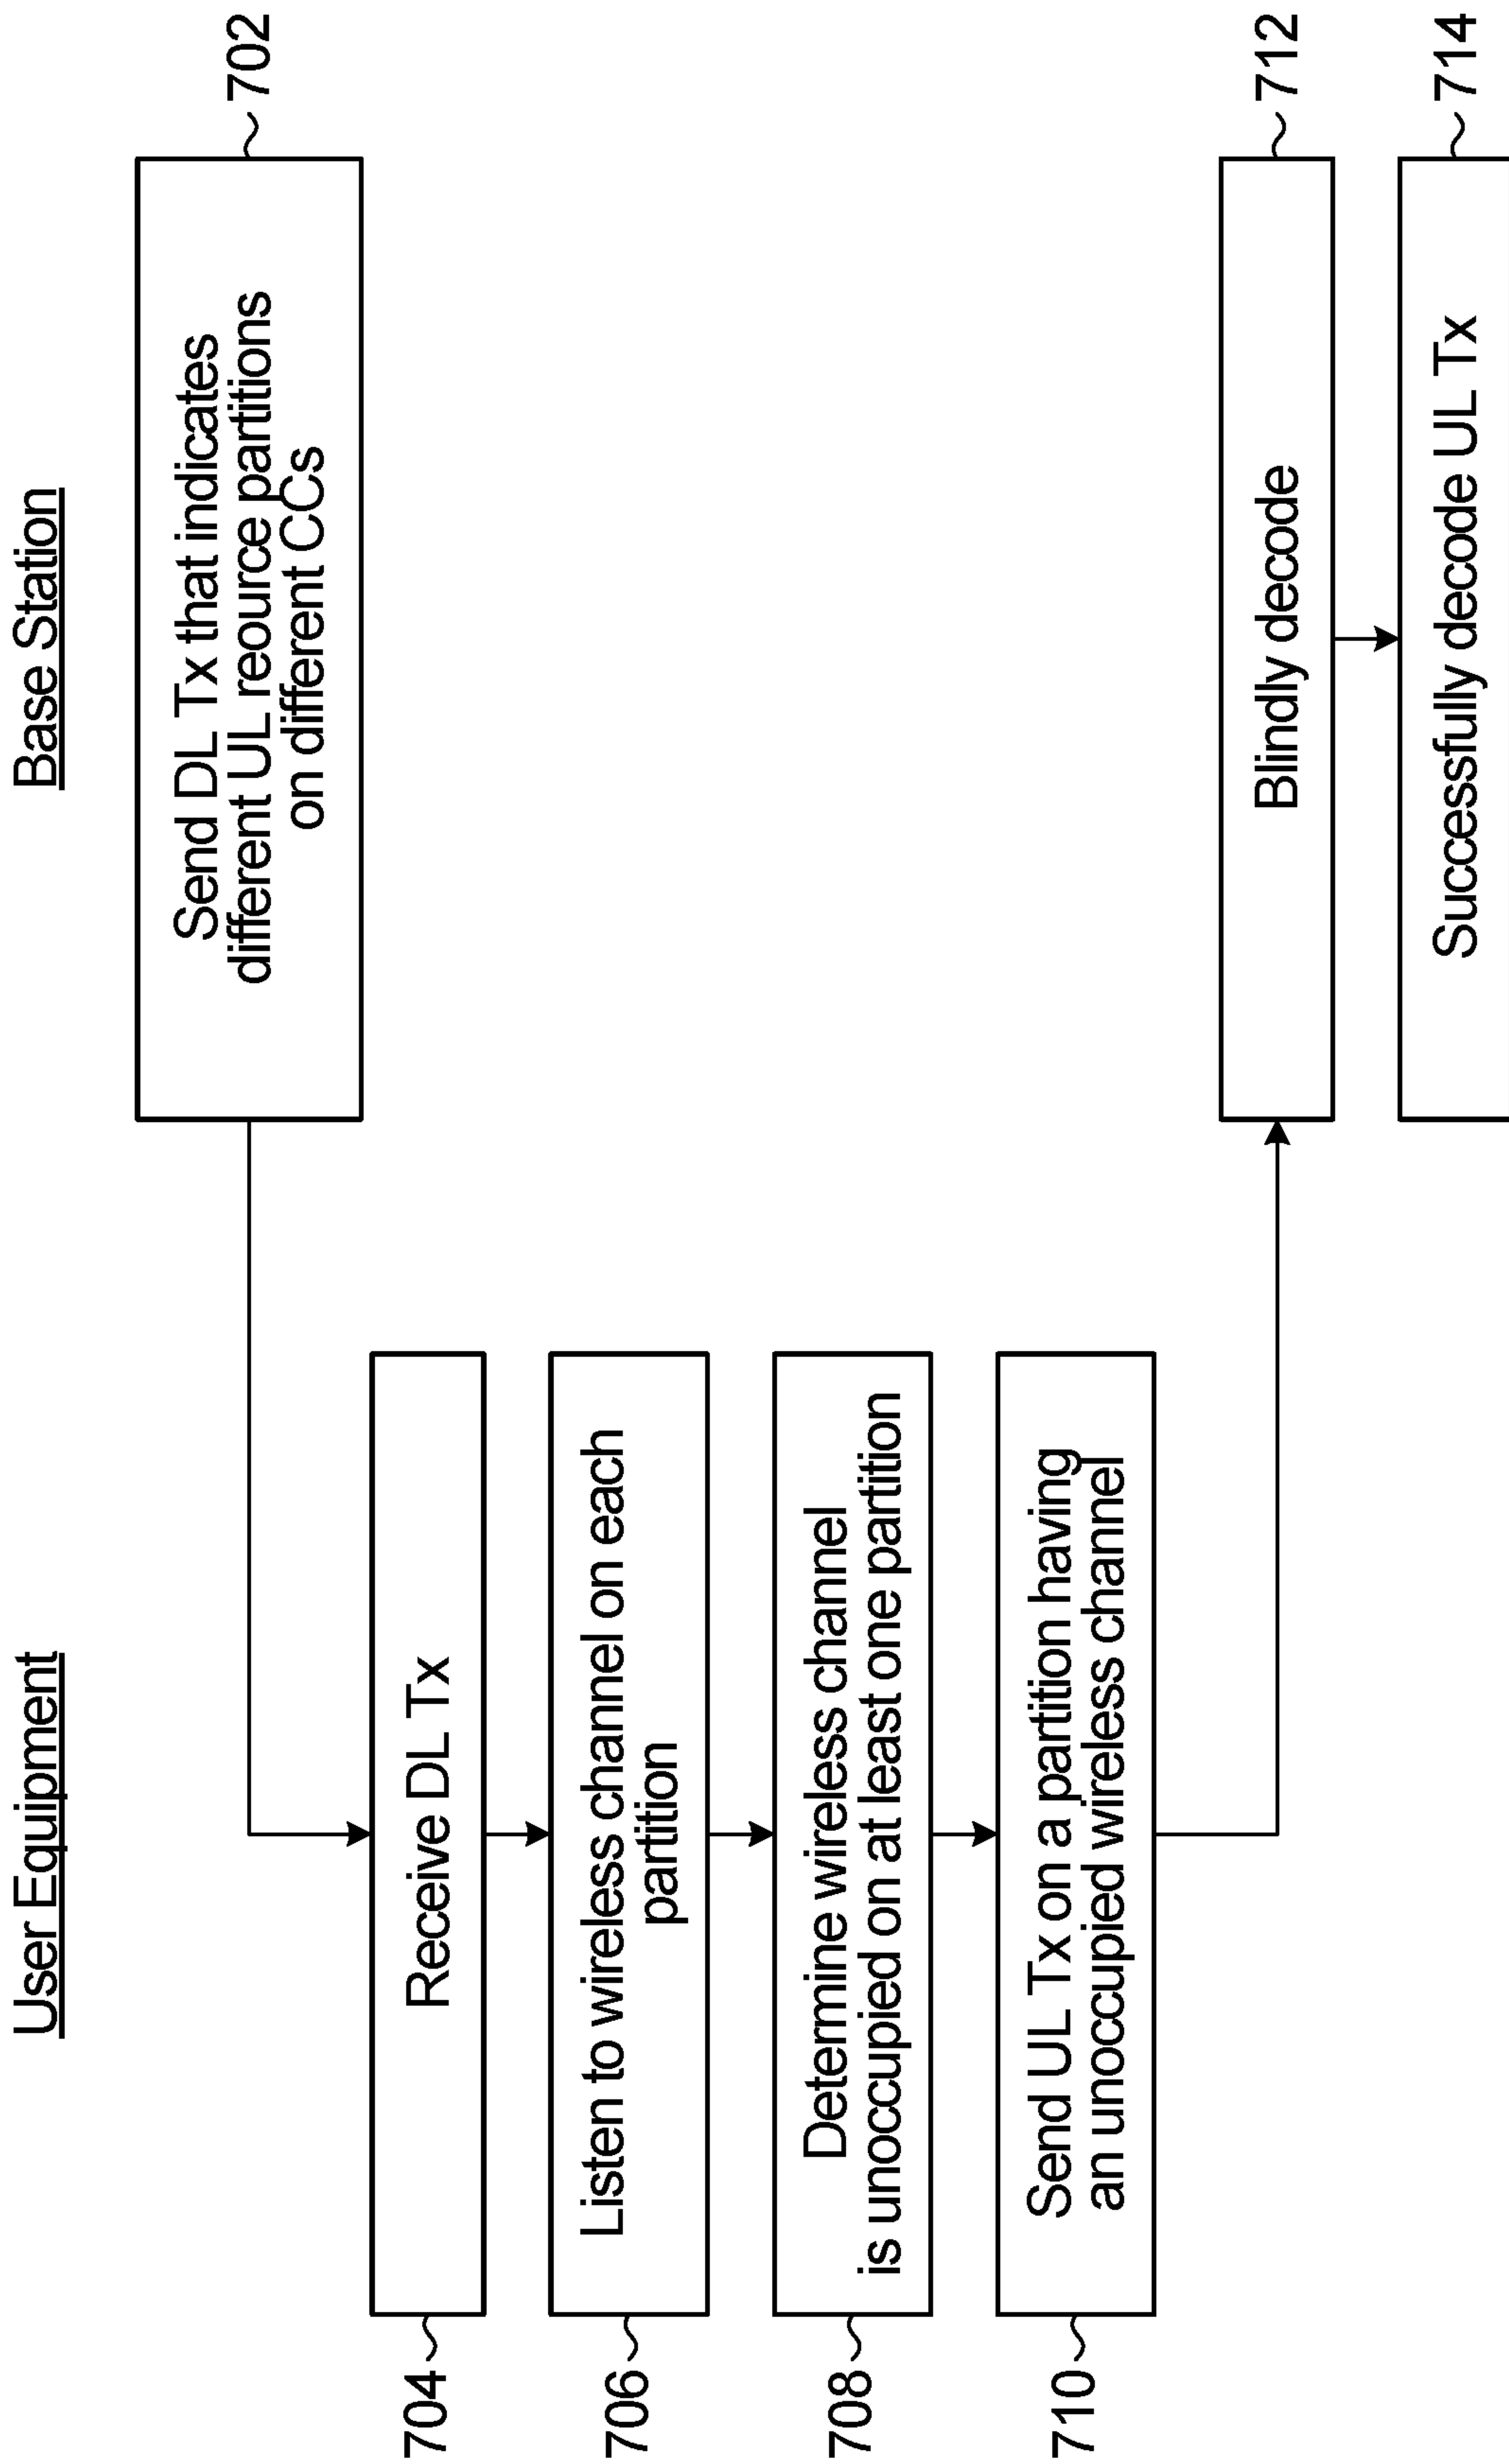 User Equipment
Base Station
Send DL Tx that indicates
different UL reource partitions
on different CCs
702
704
Receive DL Tx
706
Listen to wireless channel on each
partition
708
Determine wireless channel
is unoccupied on at least one partition
710
Send UL Tx on a partition having
an unoccupied wireless channel
Blindly decode
712
Successfully decode UL Tx
714